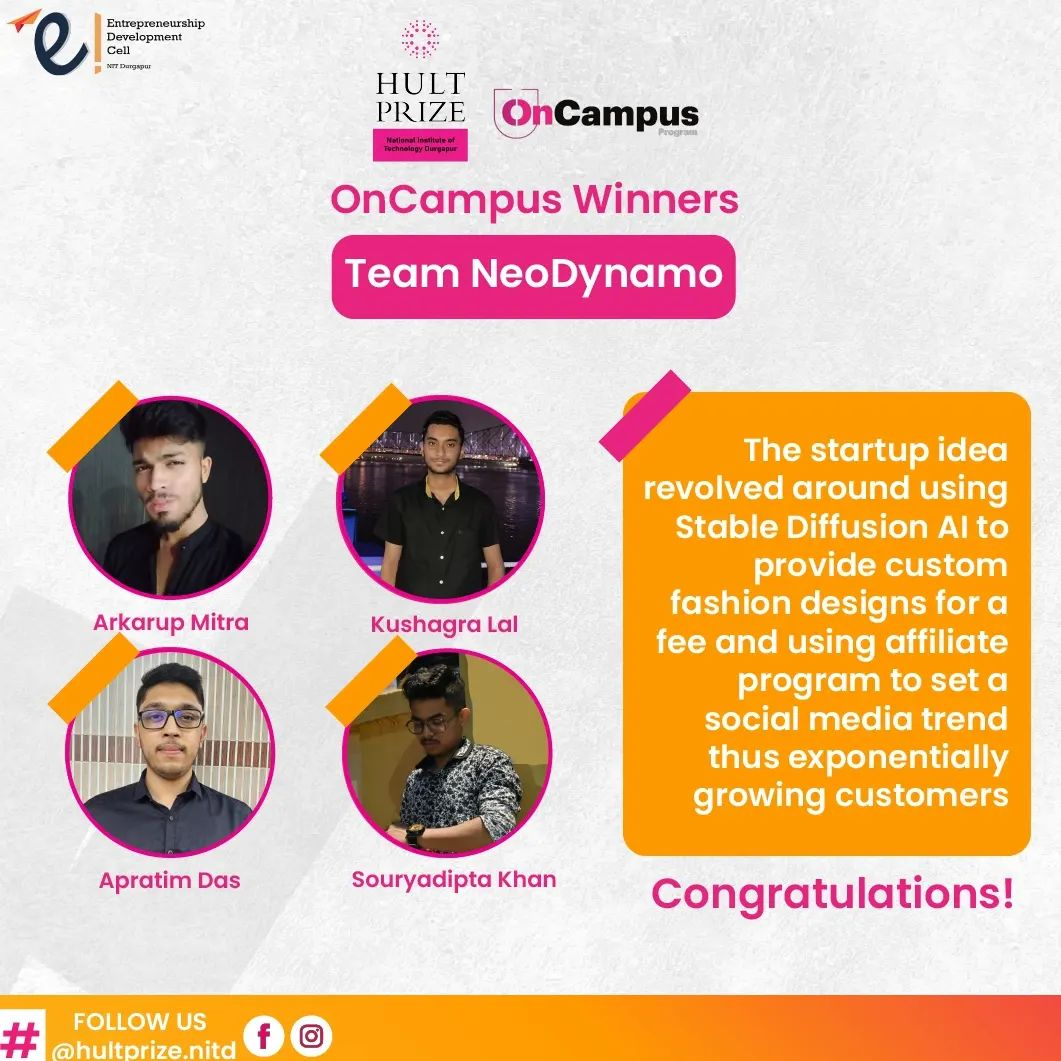 Entrepreneurship
Development
Cell
NIT Durgapur
HULT
PRIZE
National Institute of
Technology Durgapur
OnCampus
Program
OnCampus Winners
Team NeoDynamo
Arkarup Mitra
Kushagra Lal
Apratim Das
Souryadipta Khan
The startup idea
revolved around using
Stable Diffusion AI to
provide custom
fashion designs for a
fee and using affiliate
program to set a
social media trend
thus exponentially
growing customers
Congratulations!
#
FOLLOW US
@hultprize.nitd